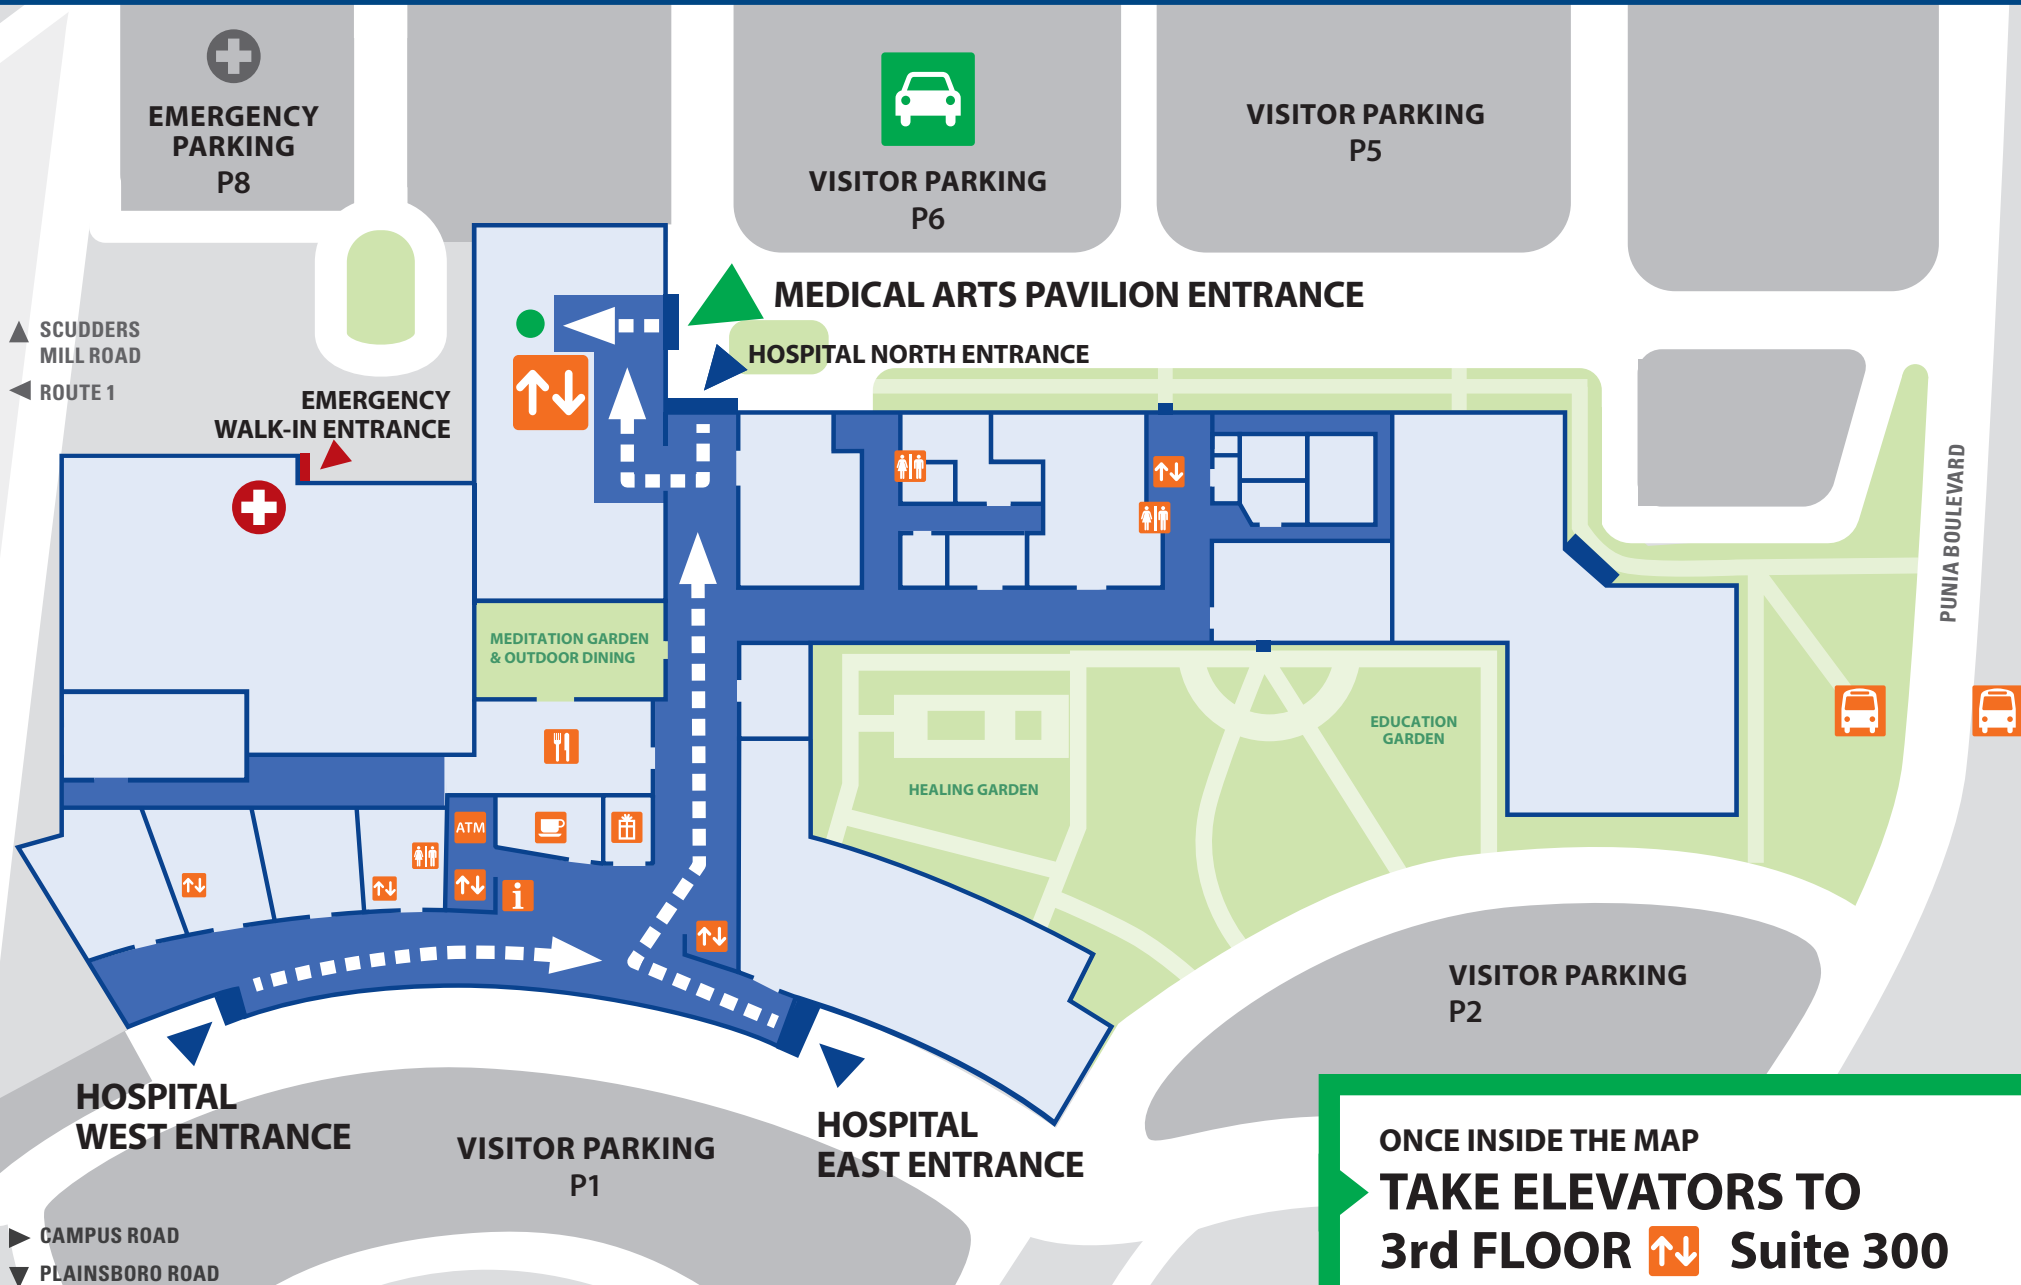 EMERGENCY
PARKING
P8
VISITOR PARKING
P6
VISITOR PARKING
P5
MEDICAL ARTS PAVILION ENTRANCE
HOSPITAL NORTH ENTRANCE
SCUDDERS
MILL ROAD
ROUTE 1
EMERGENCY
WALK-IN ENTRANCE
PUNIA BOULEVARD
MEDITATION GARDEN
& OUTDOOR DINING
EDUCATION
GARDEN
HEALING GARDEN
ATM
i
VISITOR PARKING
P2
HOSPITAL
WEST ENTRANCE
VISITOR PARKING
P1
HOSPITAL
EAST ENTRANCE
CAMPUS ROAD
PLAINSBORO ROAD
ONCE INSIDE THE MAP
TAKE ELEVATORS TO
3rd FLOOR Suite 300